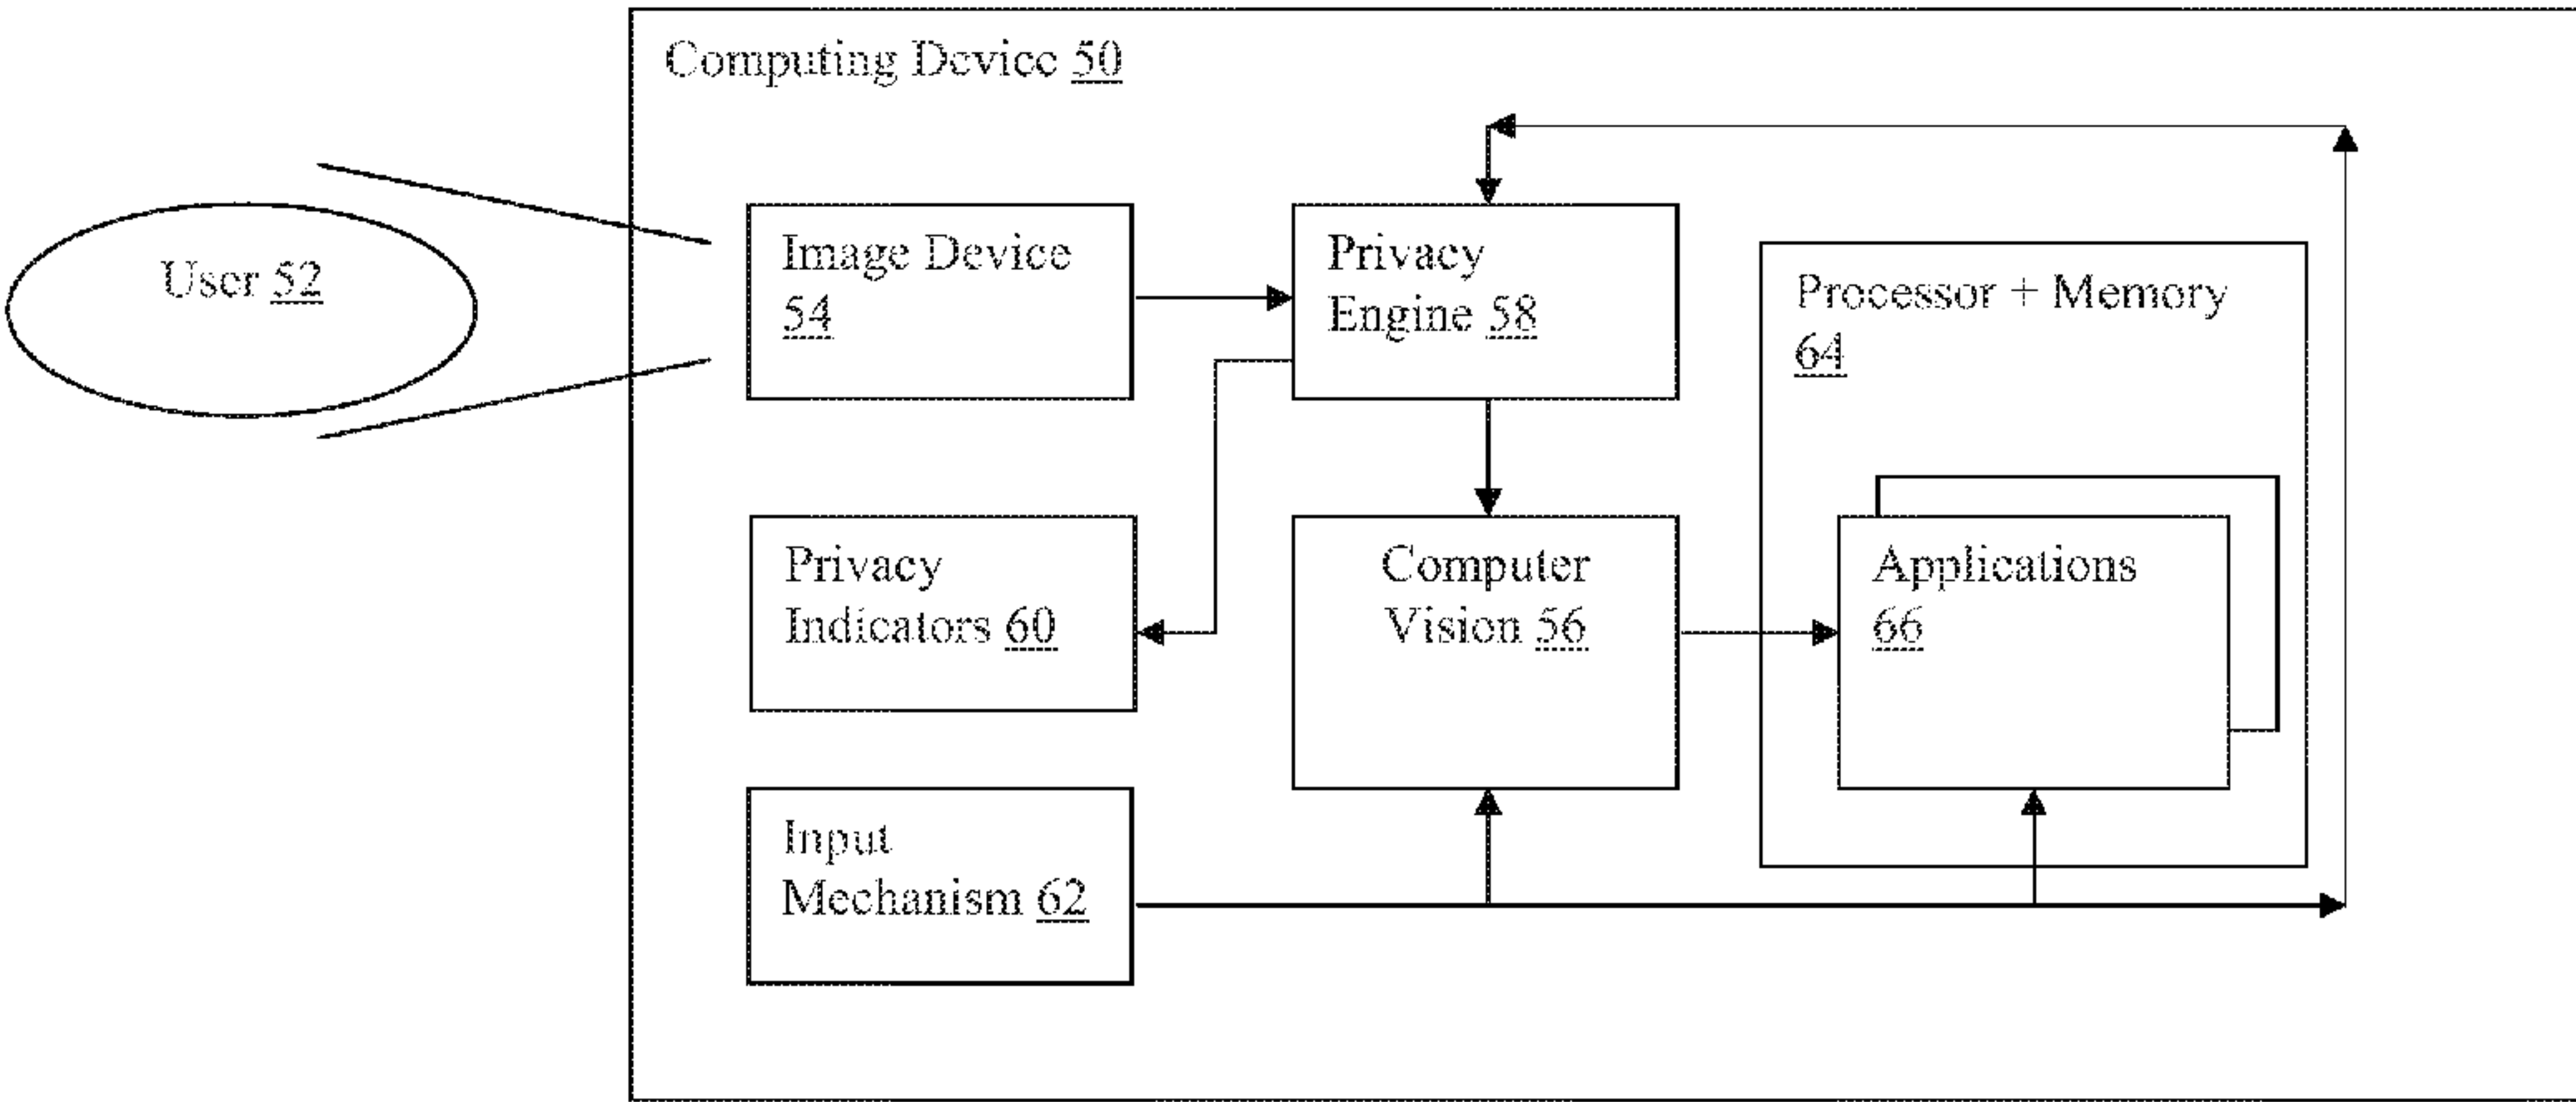 Computing Device 50
User 52
Image Device
54
Privacy
Engine 58
Processor + Memory
64
Privacy
Indicators 60
Computer
Vision 56
Applications
66
Input
Mechanism 62